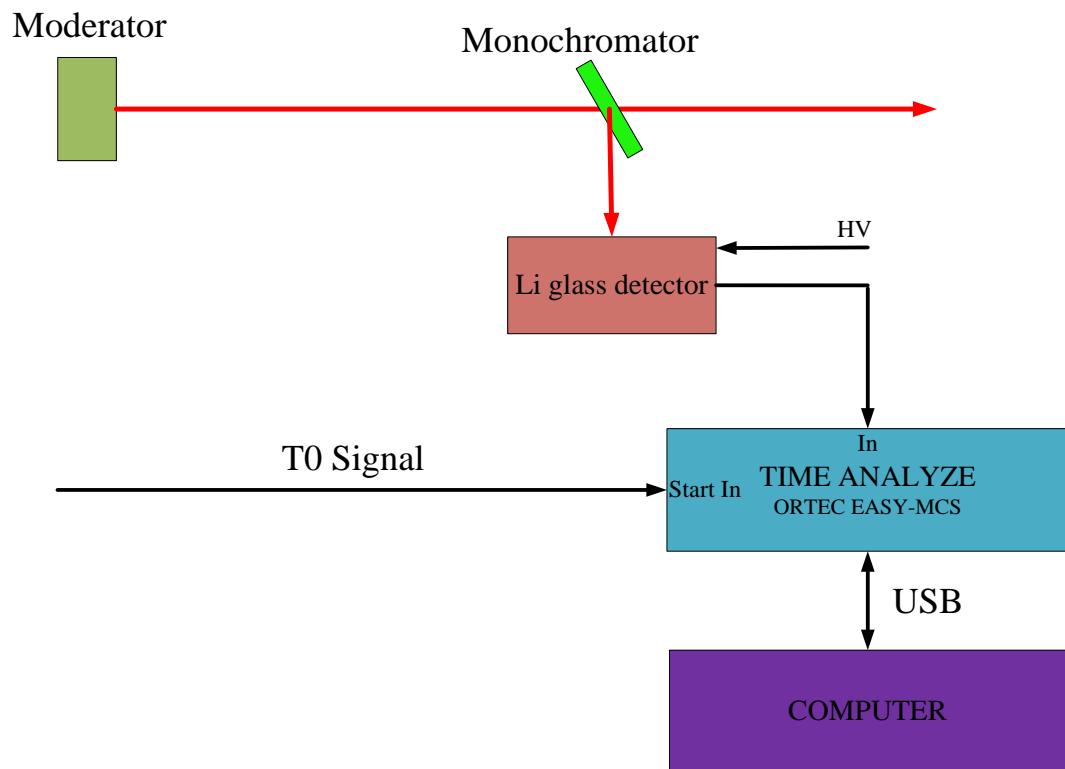 Moderator
Monochromator
HV
Li glass detector
T0 Signal
In
Start In
TIME ANALYZE
ORTEC EASY-MCS
USB
COMPUTER